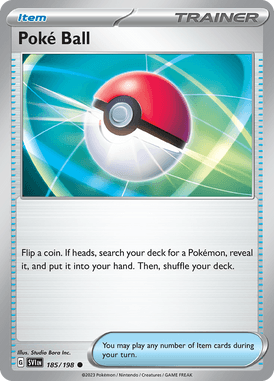 Item
TRAINER
Poké Ball
Flip a coin. If heads, search your deck for a Pokémon, reveal
it, and put it into your hand. Then, shuffle your deck.
Illus. Studio Bora Inc.
G SVI EN 185/198
You may play any number of Item cards during
your turn.
©2023 Pokémon / Nintendo / Creatures / GAME FREAK